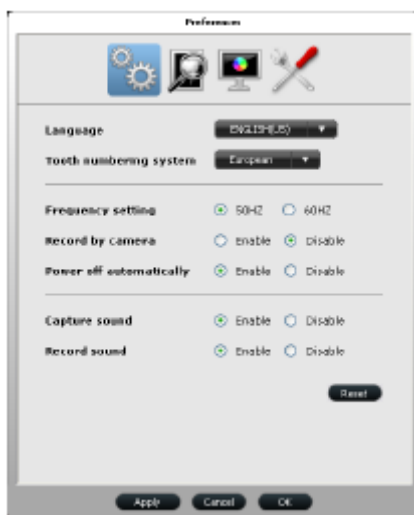 Preferences
Language ENGLISH(US)
Tooth numbering system European
Frequency setting 50HZ 60HZ
Record by camera Enable Disable
Power off automatically Enable Disable
Capture sound Enable Disable
Record sound Enable Disable
Reset
Apply Cancel OK